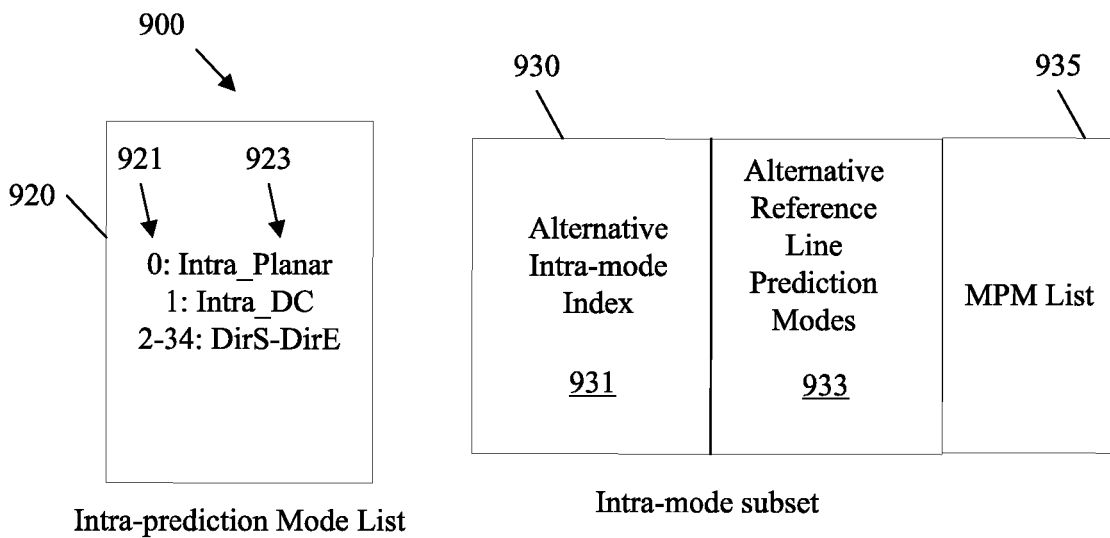 900
930
935
921
923
920
0: Intra_Planar
1: Intra_DC
2-34: DirS-DirE
Intra-prediction Mode List
Alternative
Intra-mode
Index
931
Alternative
Reference
Line
Prediction
Modes
933
MPM List
Intra-mode subset